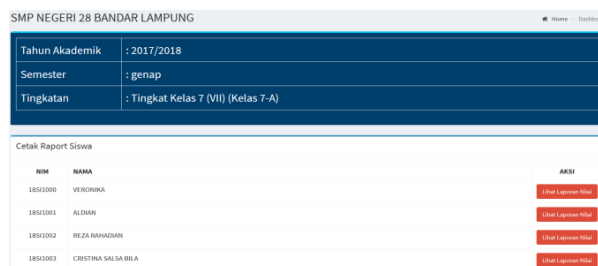 SMP NEGERI 28 BANDAR LAMPUNG
Home
Tahun Akademik : 2017/2018
Semester : genap
Tingkatan : Tingkat Kelas 7 (VII) (Kelas 7-A)
Cetak Raport Siswa
NIM NAMA AKSI
18SI1000 VERONIKA Lihat Laporan Nilai
18SI1001 ALDIAN Lihat Laporan Nilai
18SI1002 REZA RAHADIAN Lihat Laporan Nilai
18SI1003 CRISTINA SALSA BILA Lihat Laporan Nilai